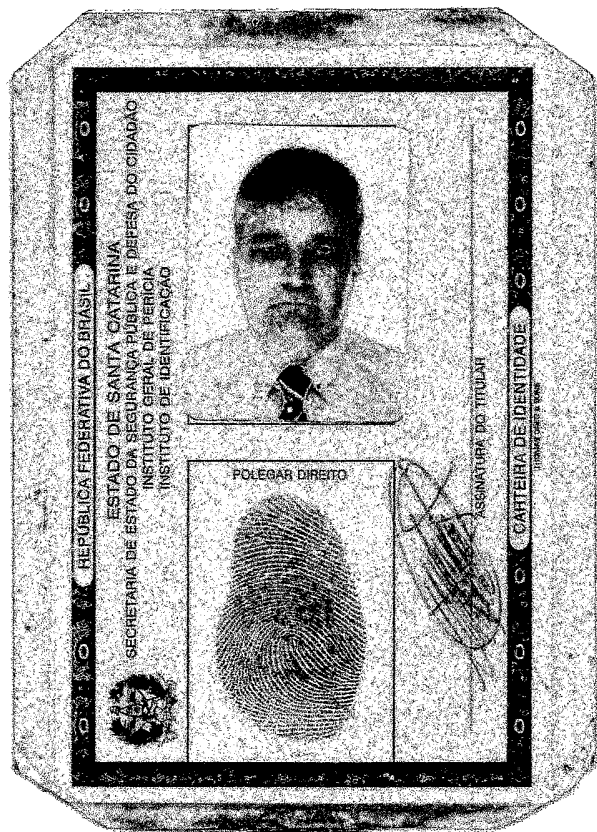 REPÚBLICA FEDERATIVA DO BRASIL
ESTADO DE SANTA CATARINA
SECRETARIA DE ESTADO DA SEGURANÇA PÚBLICA E DEFESA DO CIDADÃO
INSTITUTO GERAL DE PERÍCIA
INSTITUTO DE IDENTIFICAÇÃO
POLEGAR DIREITO
ASSINATURA DO TITULAR
CARTEIRA DE IDENTIDADE